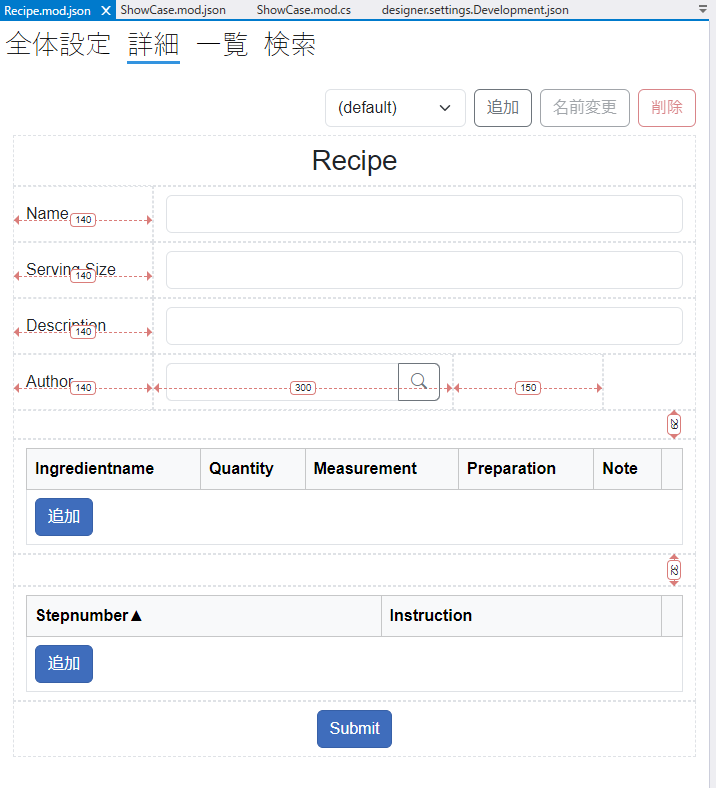 Recipe.mod.json ShowCase.mod.json ShowCase.mod.cs designer.settings.Development.json
全体設定 詳細 一覧 検索
(default) 追加 名前変更 削除
Recipe
Name 140
Serving Size 140
Description 140
Author 140 300 150
Ingredientname Quantity Measurement Preparation Note
追加
32
Stepnumber▲ Instruction
追加
Submit